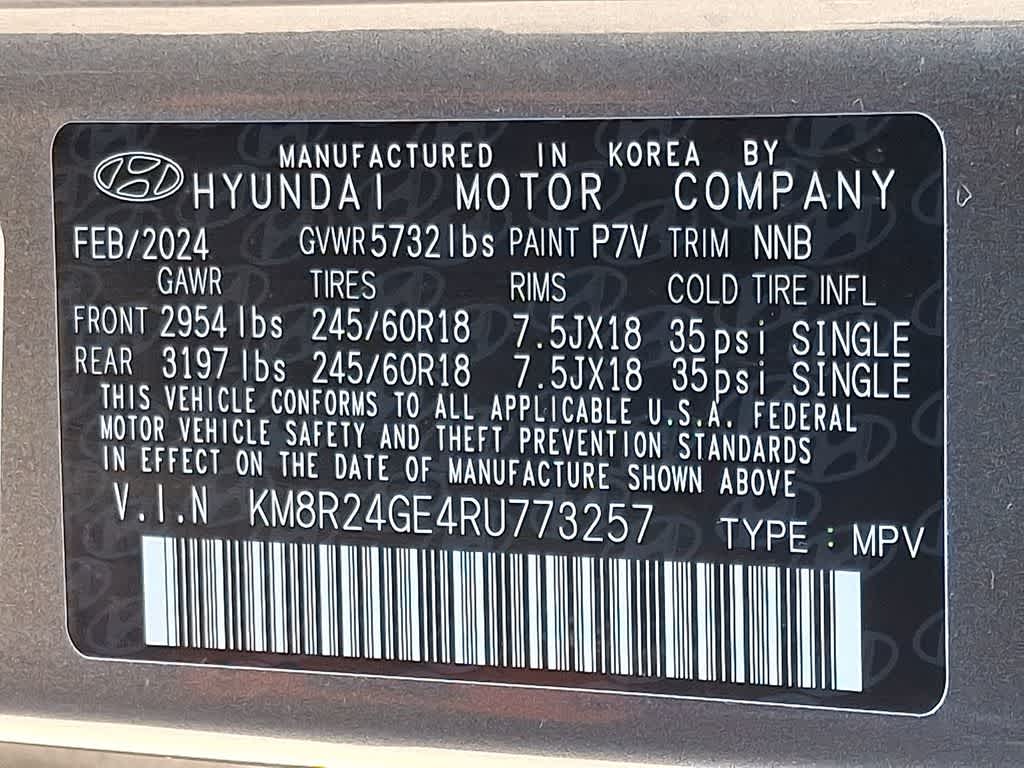 MANUFACTURED IN KOREA BY
HYUNDAI MOTOR COMPANY
FEB/2024 GVWR 5732lbs PAINT P7V TRIM NNB
GAWR TIRES RIMS COLD TIRE INFL
FRONT 2954 lbs 245/60R18 7.5JX18 35psi SINGLE
REAR 3197 lbs 245/60R18 7.5JX18 35psi SINGLE
THIS VEHICLE CONFORMS TO ALL APPLICABLE U.S.A. FEDERAL
MOTOR VEHICLE SAFETY AND THEFT PREVENTION STANDARDS
IN EFFECT ON THE DATE OF MANUFACTURE SHOWN ABOVE
V.I.N KM8R24GE4RU773257 TYPE : MPV